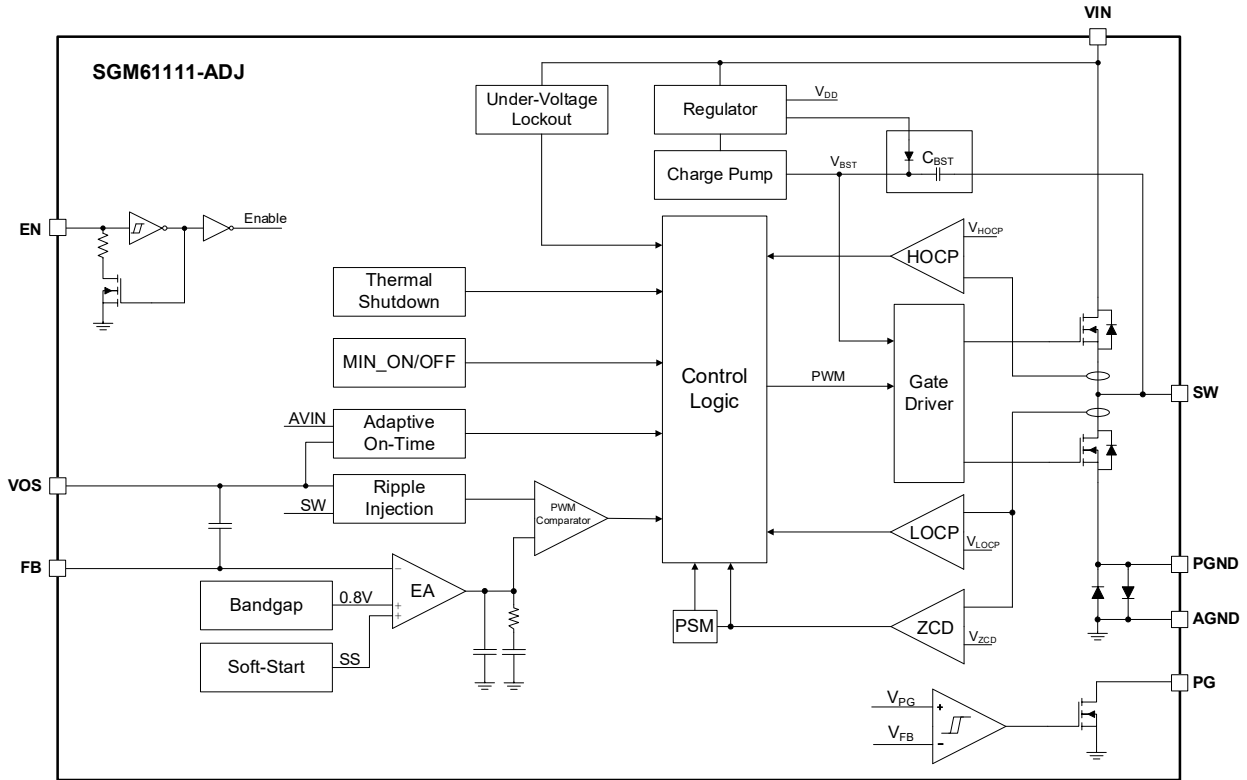 VIN
SGM61111-ADJ
Under-Voltage
Lockout
Regulator
VDD
Charge Pump
VBST
CBST
EN
Enable
VHOCP
HOCP
Thermal
Shutdown
MIN_ON/OFF
Control
Logic
PWM
Gate
Driver
SW
AVIN
Adaptive
On-Time
VOS
SW
Ripple
Injection
PWM
Comparator
LOCP
VLOCP
FB
−
EA
Bandgap
0.8V
+
+
Soft-Start
SS
PSM
ZCD
VZCD
PGND
AGND
PG
VPG
+
VFB
-